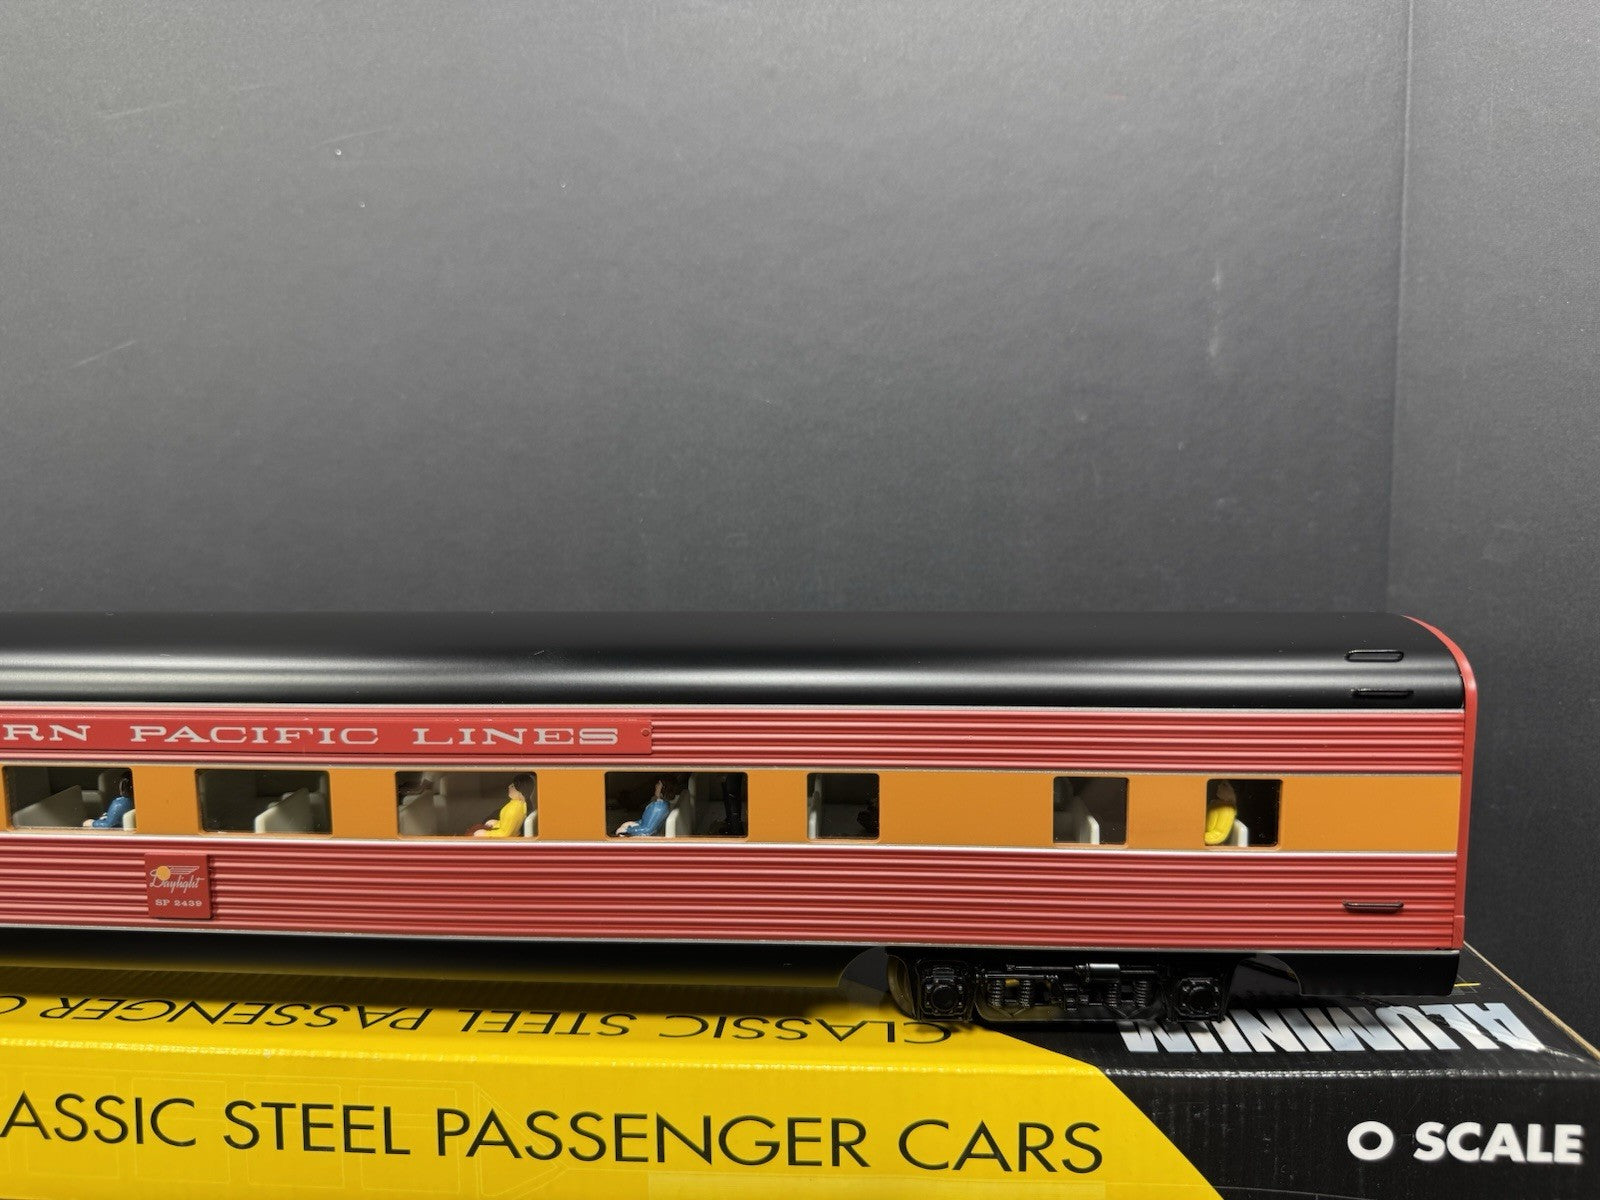 RN PACIFIC LINES
Daylight
SP 2439
CLASSIC STEEL PASSENGER C
ALUMINUM
ASSIC STEEL PASSENGER CARS
O SCALE